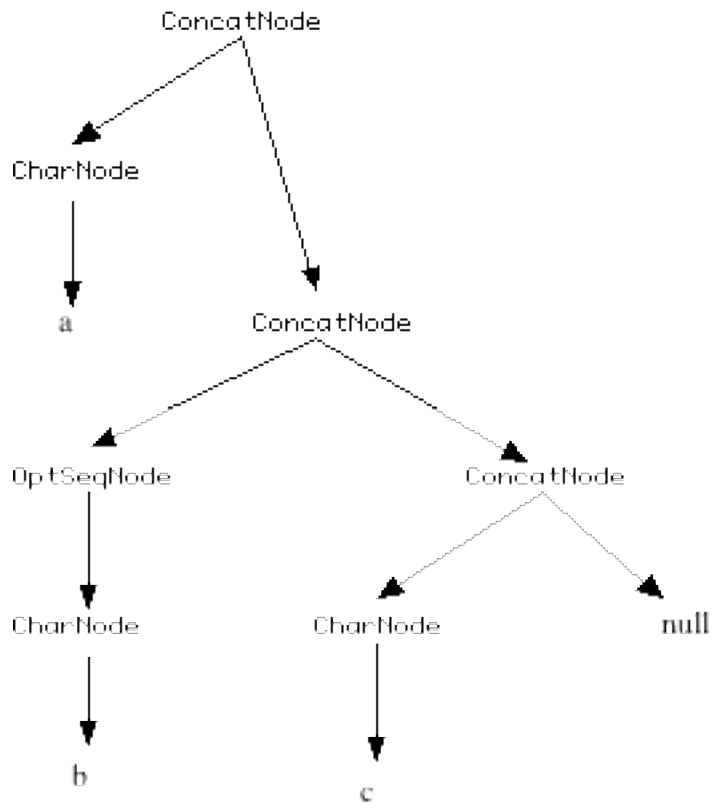 ConcatNode
CharNode
a
ConcatNode
OptSeqNode
ConcatNode
CharNode
CharNode
null
b
c